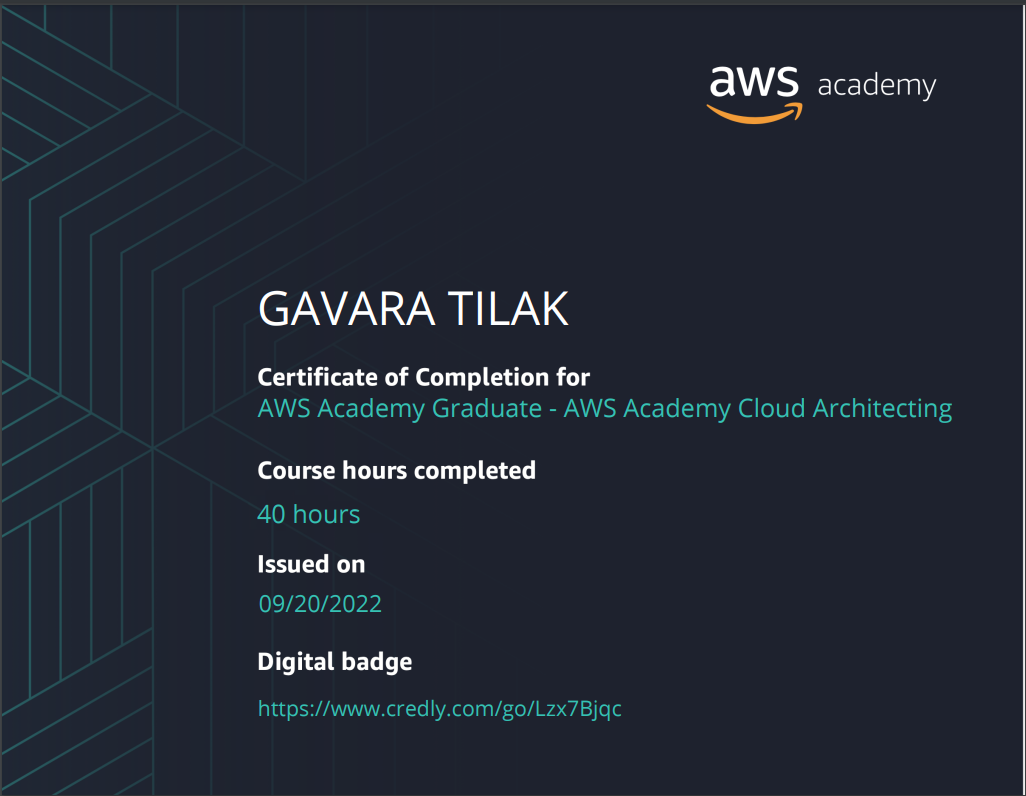 aws academy
GAVARA TILAK
Certificate of Completion for
AWS Academy Graduate - AWS Academy Cloud Architecting
Course hours completed
40 hours
Issued on
09/20/2022
Digital badge
https://www.credly.com/go/Lzx7Bjqc